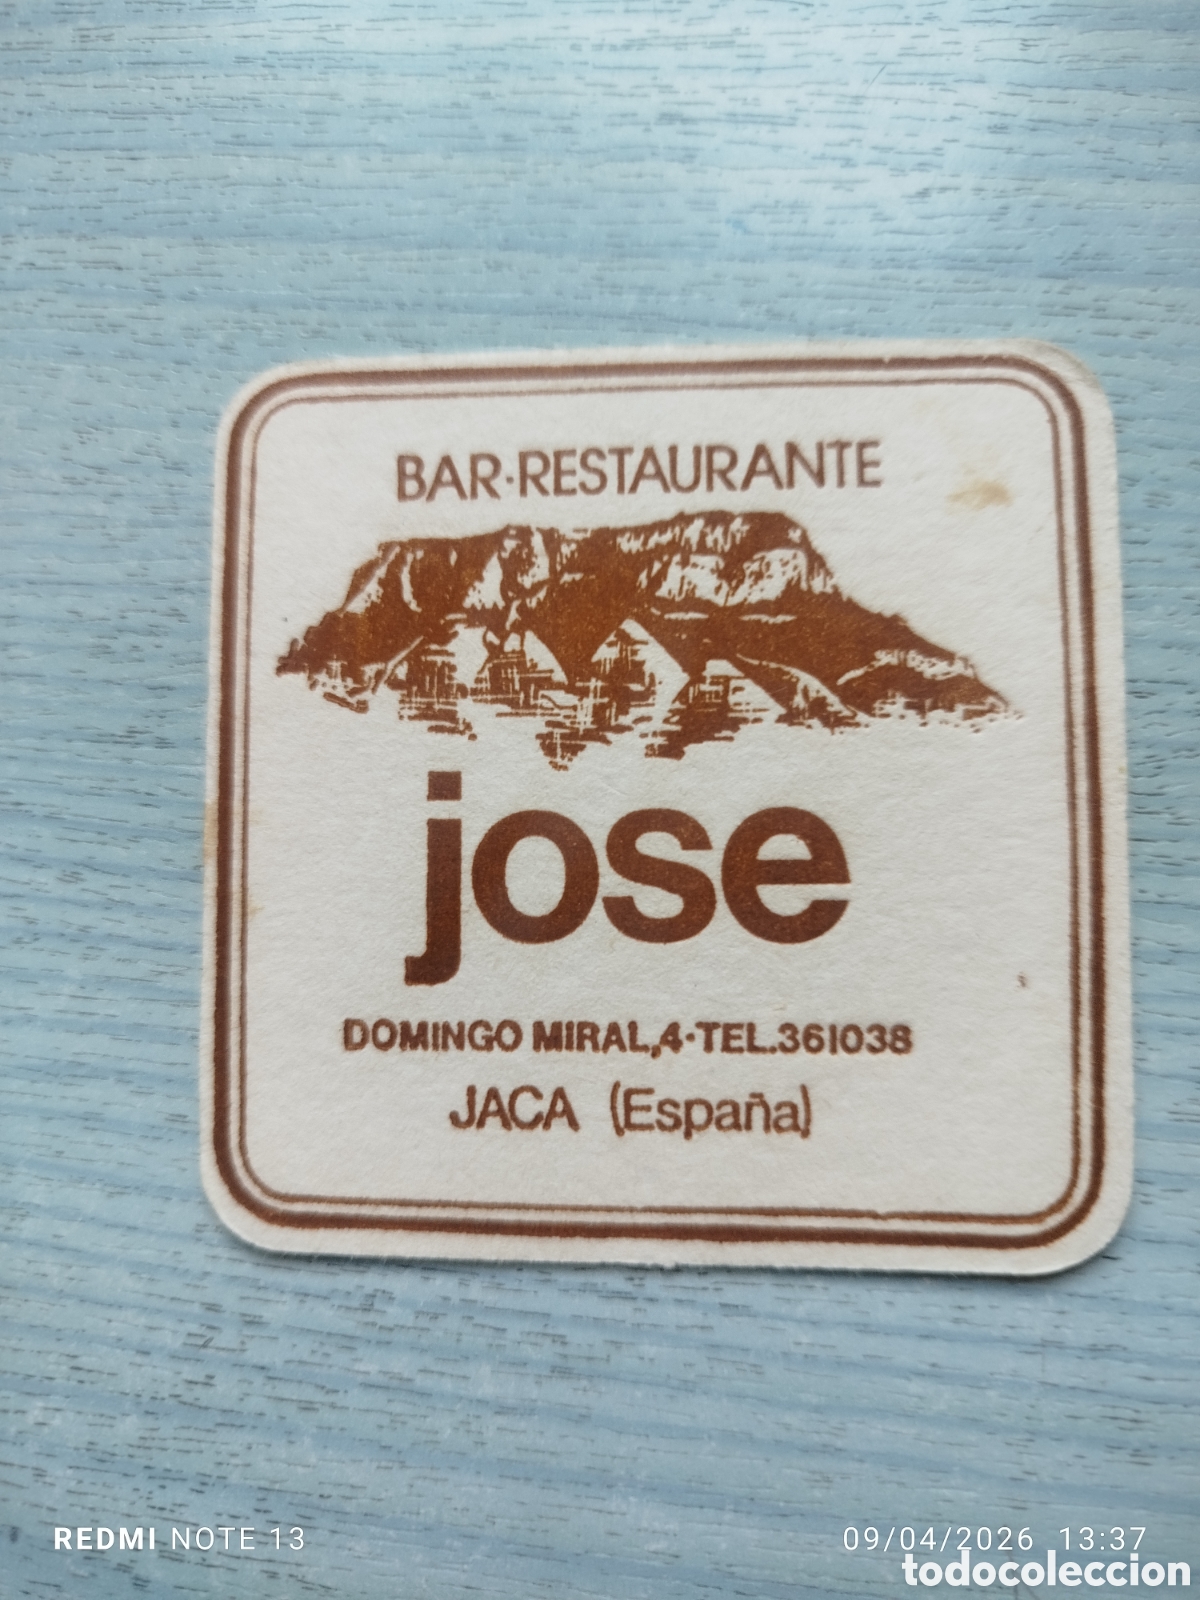 BAR·RESTAURANTE
jose
DOMINGO MIRAL,4·TEL.361038
JACA (España)
REDMI NOTE 13
09/04/2026 13:37
todocoleccion